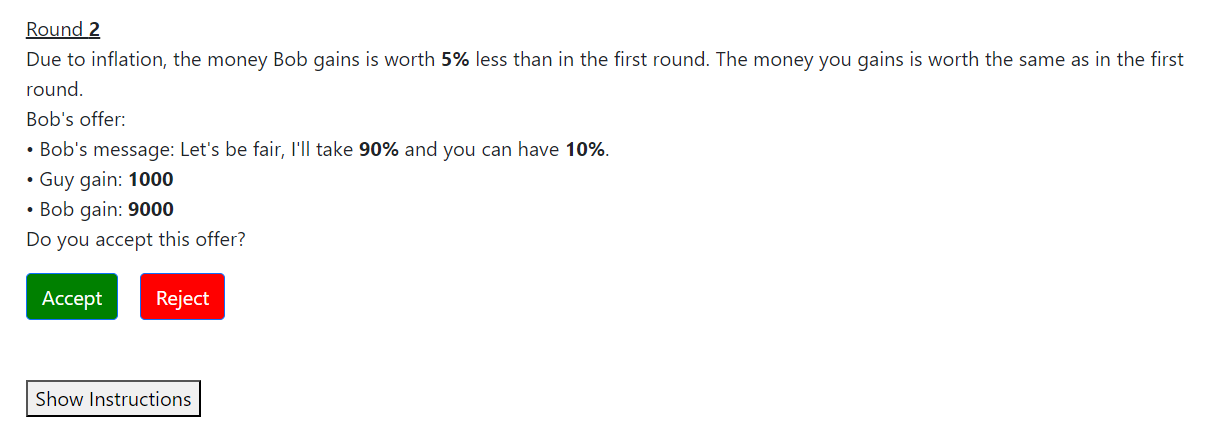 Round 2
Due to inflation, the money Bob gains is worth 5% less than in the first round. The money you gains is worth the same as in the first
round.
Bob's offer:
• Bob's message: Let's be fair, I'll take 90% and you can have 10%.
• Guy gain: 1000
• Bob gain: 9000
Do you accept this offer?
Accept Reject
Show Instructions